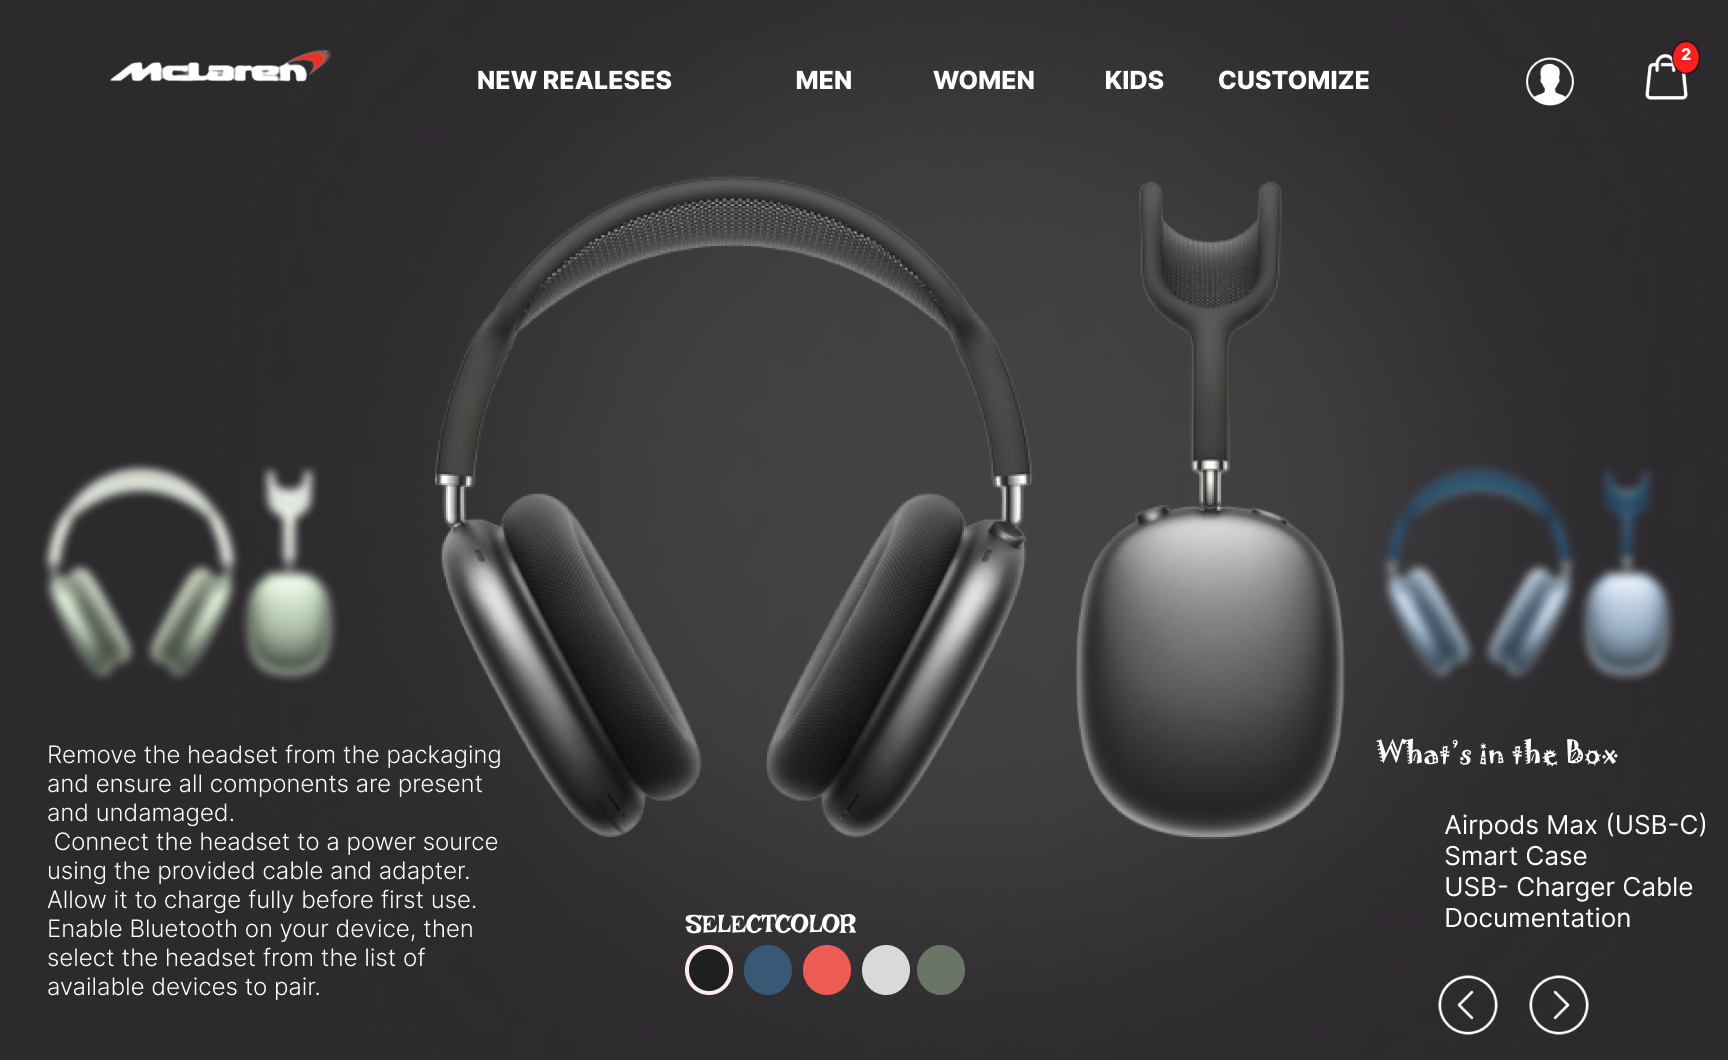 McLaren
NEW REALESES
MEN
WOMEN
KIDS
CUSTOMIZE
2
Remove the headset from the packaging
and ensure all components are present
and undamaged.
Connect the headset to a power source
using the provided cable and adapter.
Allow it to charge fully before first use.
Enable Bluetooth on your device, then
select the headset from the list of
available devices to pair.
SELECTCOLOR
What's in the Box
Airpods Max (USB-C)
Smart Case
USB- Charger Cable
Documentation